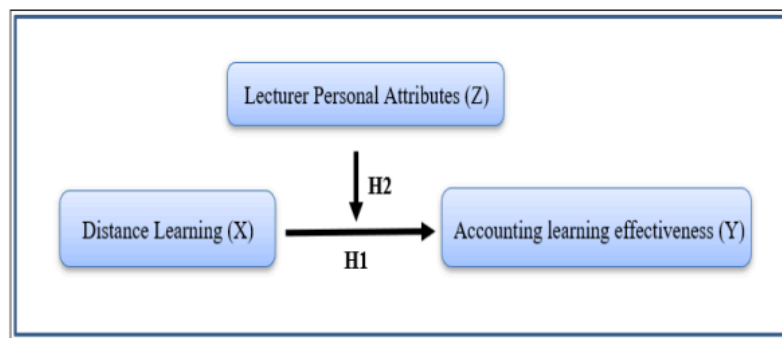 Lecturer Personal Attributes (Z)
H2
Distance Learning (X)
Accounting learning effectiveness (Y)
H1